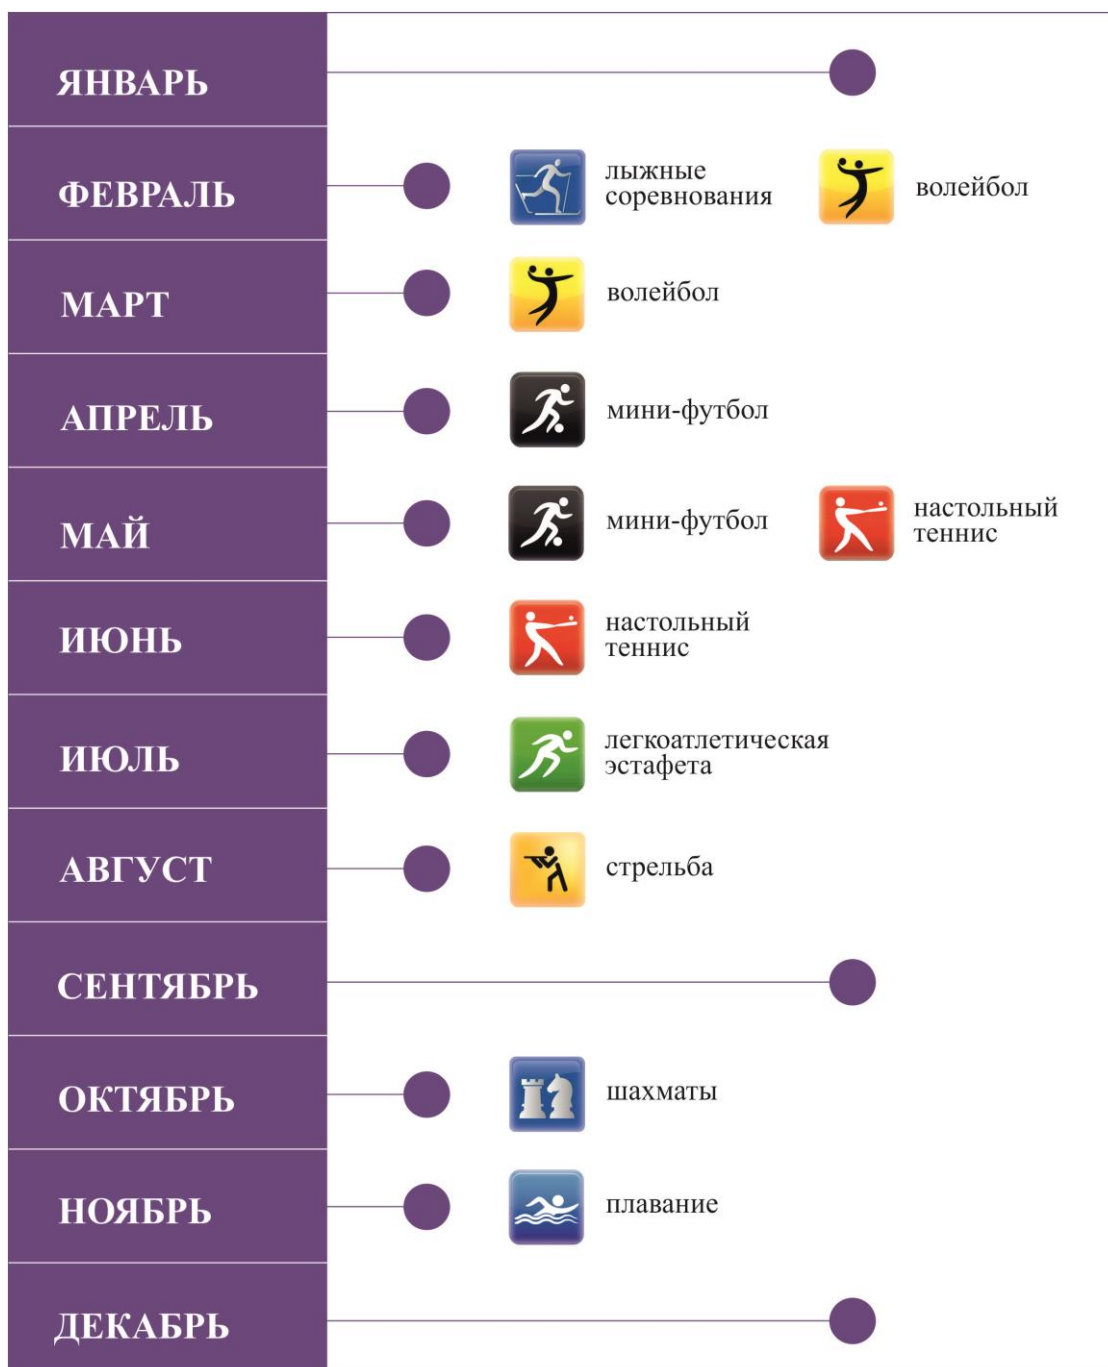 ЯНВАРЬ
ФЕВРАЛЬ
лыжные
соревнования
волейбол
МАРТ
волейбол
АПРЕЛЬ
мини-футбол
МАЙ
мини-футбол
настольный
теннис
ИЮНЬ
настольный
теннис
ИЮЛЬ
легкоатлетическая
эстафета
АВГУСТ
стрельба
СЕНТЯБРЬ
ОКТЯБРЬ
шахматы
НОЯБРЬ
плавание
ДЕКАБРЬ